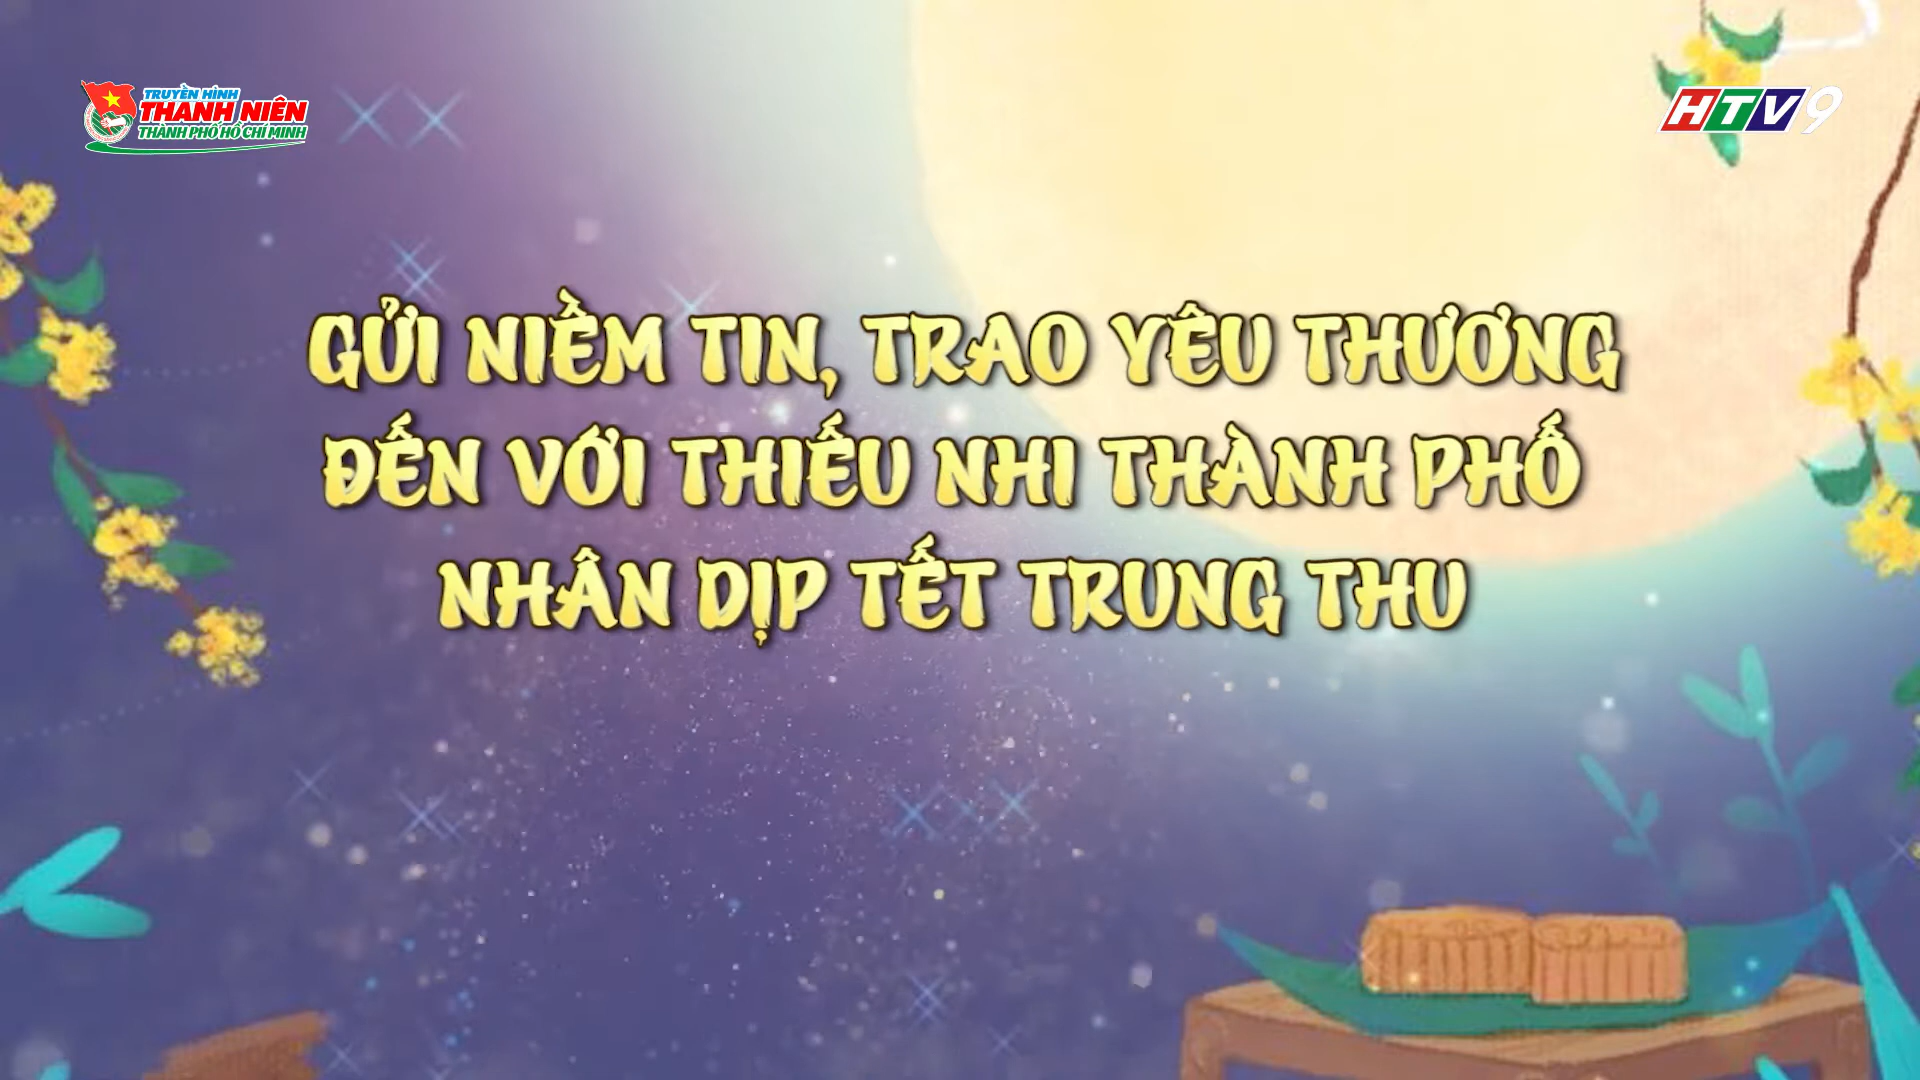 TRUYỀN HÌNH
THANH NIÊN
THÀNH PHỐ HỒ CHÍ MINH
HTV9
GỬI NIỀM TIN, TRAO YÊU THƯƠNG
ĐẾN VỚI THIẾU NHI THÀNH PHỐ
NHÂN DỊP TẾT TRUNG THU